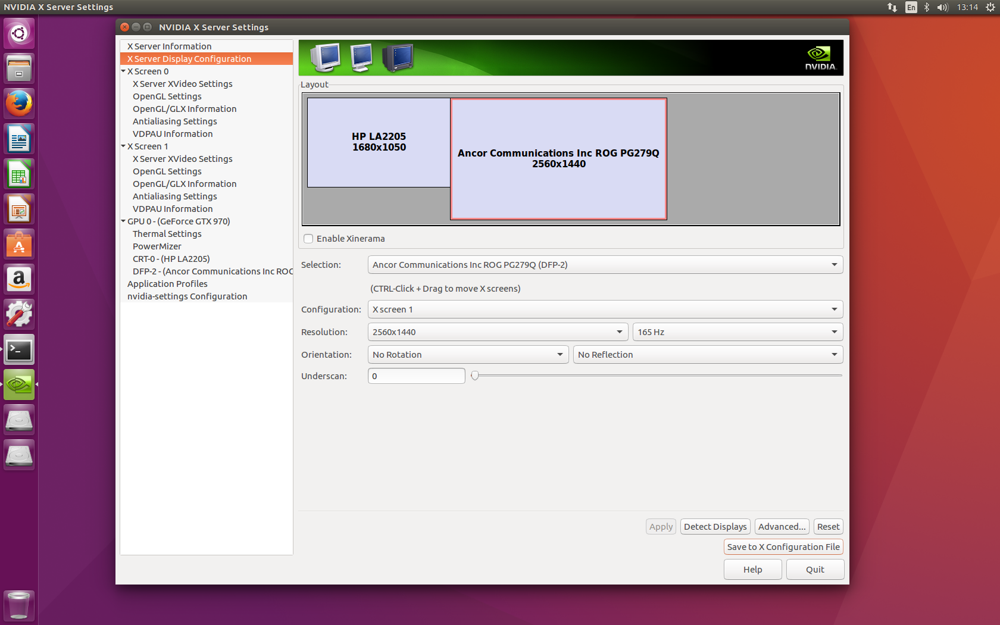 NVIDIA X Server Settings
En
13:14
NVIDIA X Server Settings
X Server Information
X Server Display Configuration
X Screen 0
X Server XVideo Settings
OpenGL Settings
OpenGL/GLX Information
Antialiasing Settings
VDPAU Information
X Screen 1
X Server XVideo Settings
OpenGL Settings
OpenGL/GLX Information
Antialiasing Settings
VDPAU Information
GPU 0 - (GeForce GTX 970)
Thermal Settings
PowerMizer
CRT-0 - (HP LA2205)
DFP-2 - (Ancor Communications Inc ROG
Application Profiles
nvidia-settings Configuration
NVIDIA.
Layout
HP LA2205
1680x1050
Ancor Communications Inc ROG PG279Q
2560x1440
Enable Xinerama
Selection: Ancor Communications Inc ROG PG279Q (DFP-2)
(CTRL-Click + Drag to move X screens)
Configuration: X screen 1
Resolution: 2560x1440 165 Hz
Orientation: No Rotation No Reflection
Underscan: 0
Apply Detect Displays Advanced... Reset
Save to X Configuration File
Help Quit